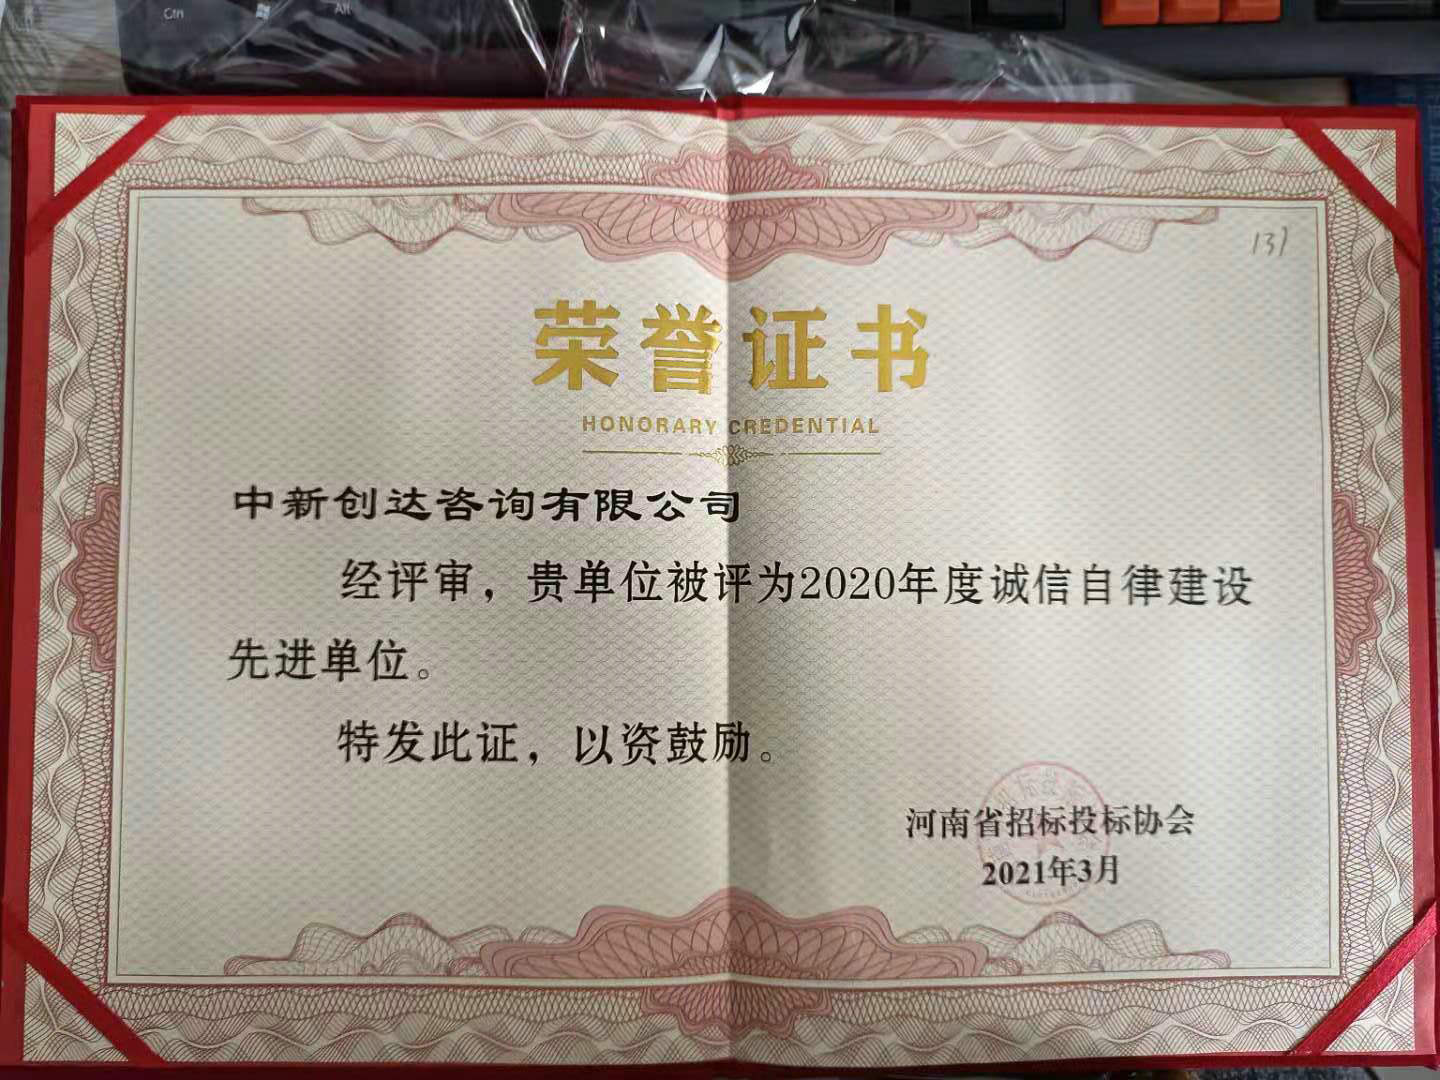 Ctrl
Alt
137
荣誉证书
HONORARY CREDENTIAL
中新创达咨询有限公司
经评审，贵单位被评为2020年度诚信自律建设
先进单位。
特发此证，以资鼓励。
河南省招标投标协会
2021年3月